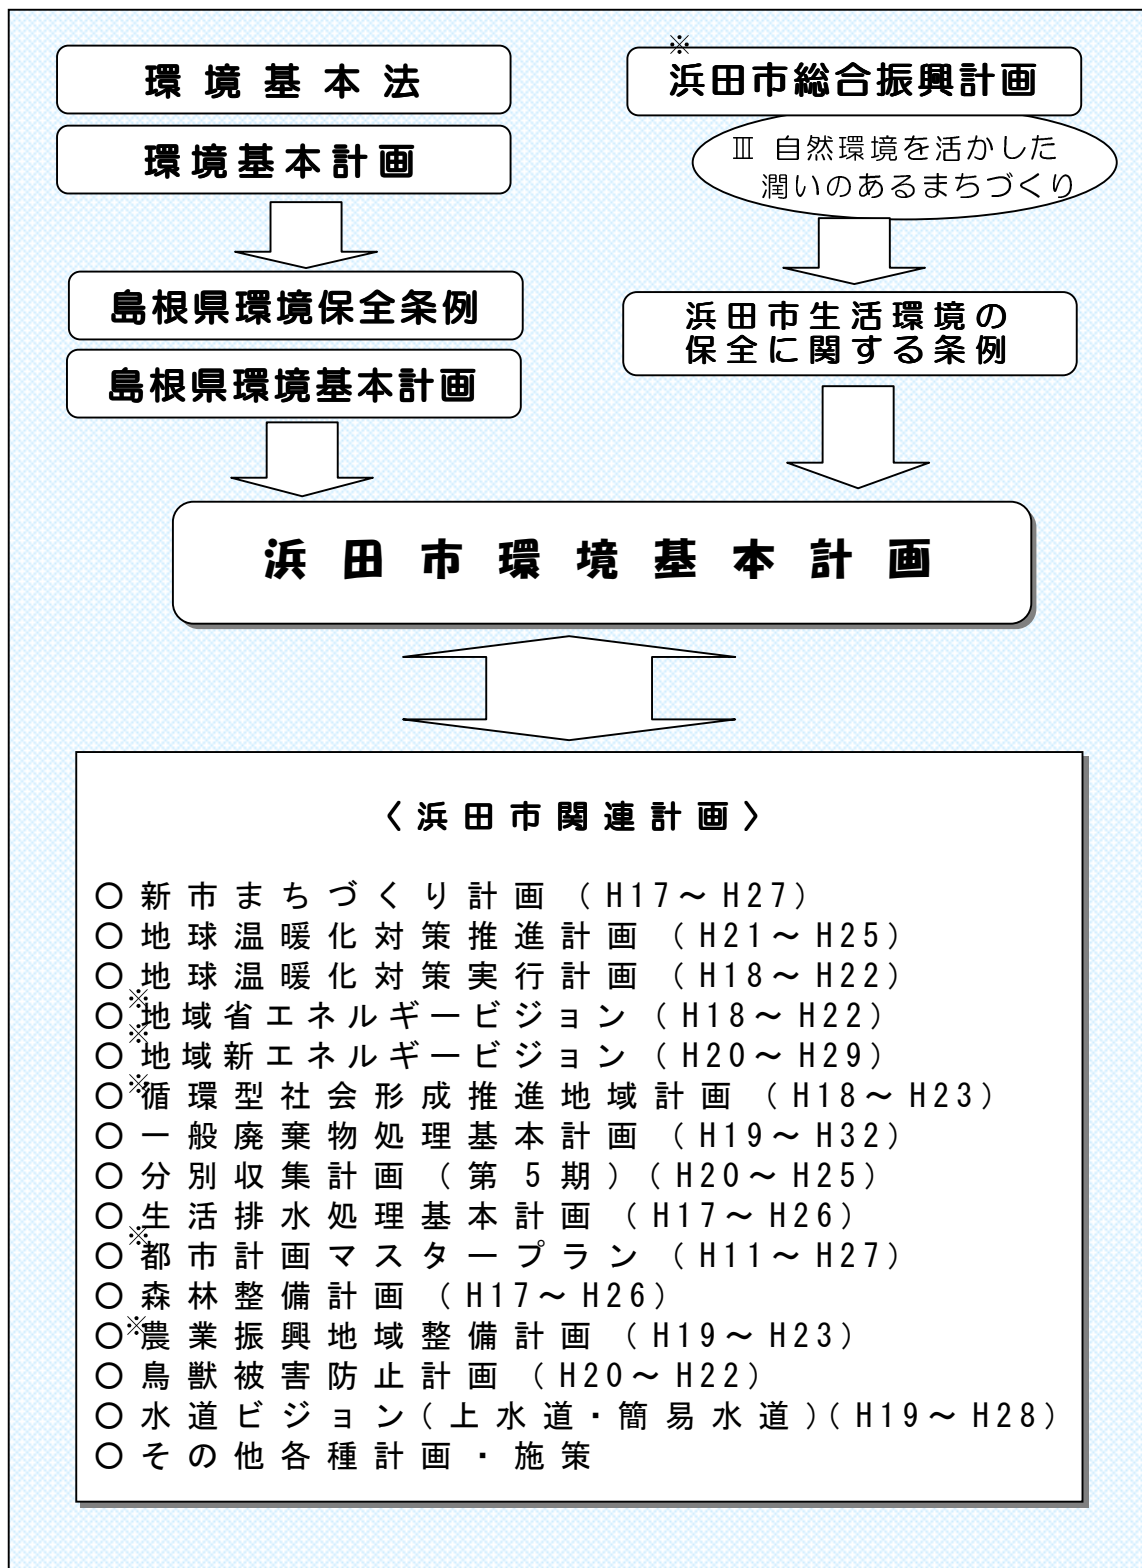 環境基本法
環境基本計画
島根県環境保全条例
島根県環境基本計画
※
浜田市総合振興計画
Ⅲ 自然環境を活かした
潤いのあるまちづくり
浜田市生活環境の
保全に関する条例
浜田市環境基本計画
〈浜田市関連計画〉
○新市まちづくり計画（H17～H27）
○地球温暖化対策推進計画（H21～H25）
○地球温暖化対策実行計画（H18～H22）
○※地域省エネルギービジョン（H18～H22）
○※地域新エネルギービジョン（H20～H29）
○※循環型社会形成推進地域計画（H18～H23）
○一般廃棄物処理基本計画（H19～H32）
○分別収集計画（第5期）（H20～H25）
○生活排水処理基本計画（H17～H26）
○※都市計画マスタープラン（H11～H27）
○森林整備計画（H17～H26）
○※農業振興地域整備計画（H19～H23）
○鳥獣被害防止計画（H20～H22）
○水道ビジョン(上水道・簡易水道)(H19～H28)
○その他各種計画・施策